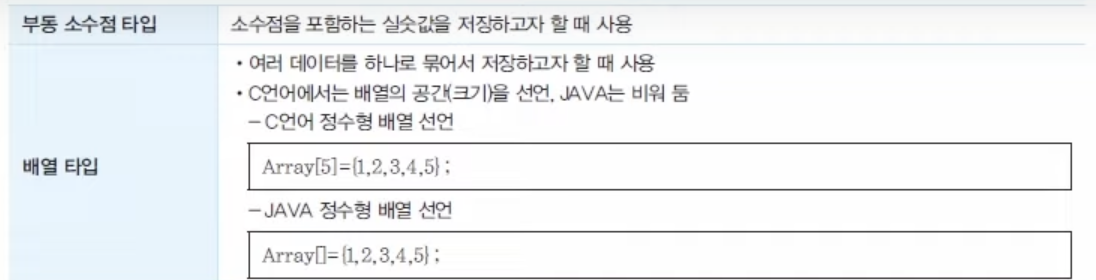 부동 소수점 타입
소수점을 포함하는 실숫값을 저장하고자 할 때 사용
배열 타입
• 여러 데이터를 하나로 묶어서 저장하고자 할 때 사용
• C언어에서는 배열의 공간(크기)을 선언, JAVA는 비워 둠
– C언어 정수형 배열 선언
Array[5]={1,2,3,4,5} ;
– JAVA 정수형 배열 선언
Array[]={1,2,3,4,5} ;